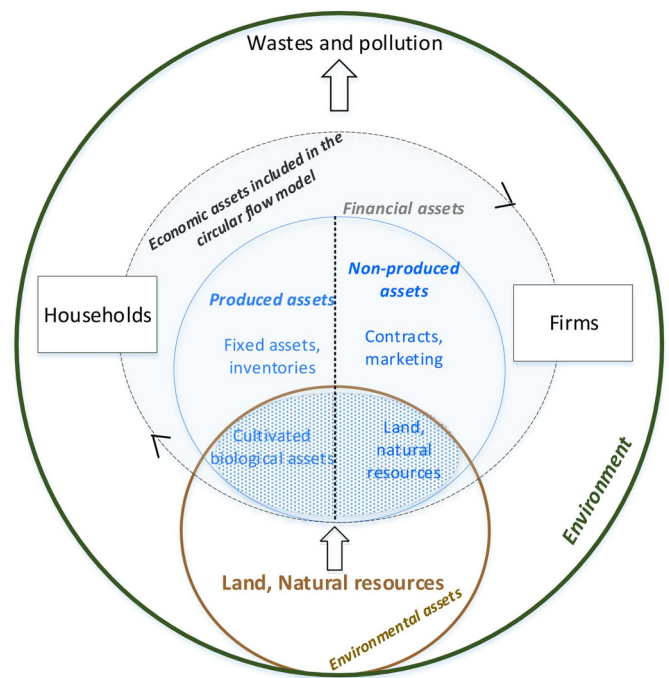 Wastes and pollution
Economic assets included in the
circular flow model
Financial assets
Non-produced
assets
Produced assets
Households
Firms
Fixed assets,
inventories
Contracts,
marketing
Cultivated
biological assets
Land,
natural
resources
Environment
Land, Natural resources
Environmental assets